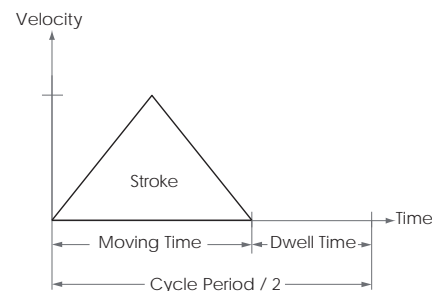 Velocity
Stroke
Time
Moving Time
Dwell Time
Cycle Period / 2